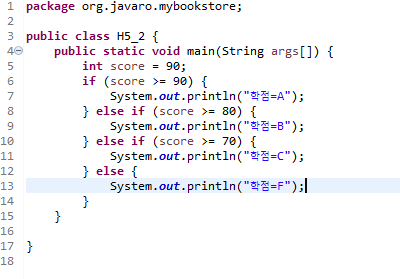 1 package org.javaro.mybookstore;
2
3 public class H5_2 {
4 public static void main(String args[]) {
5 int score = 90;
6 if (score >= 90) {
7 System.out.println("학점=A");
8 } else if (score >= 80) {
9 System.out.println("학점=B");
10 } else if (score >= 70) {
11 System.out.println("학점=C");
12 } else {
13 System.out.println("학점=F");
14 }
15 }
16
17 }
18